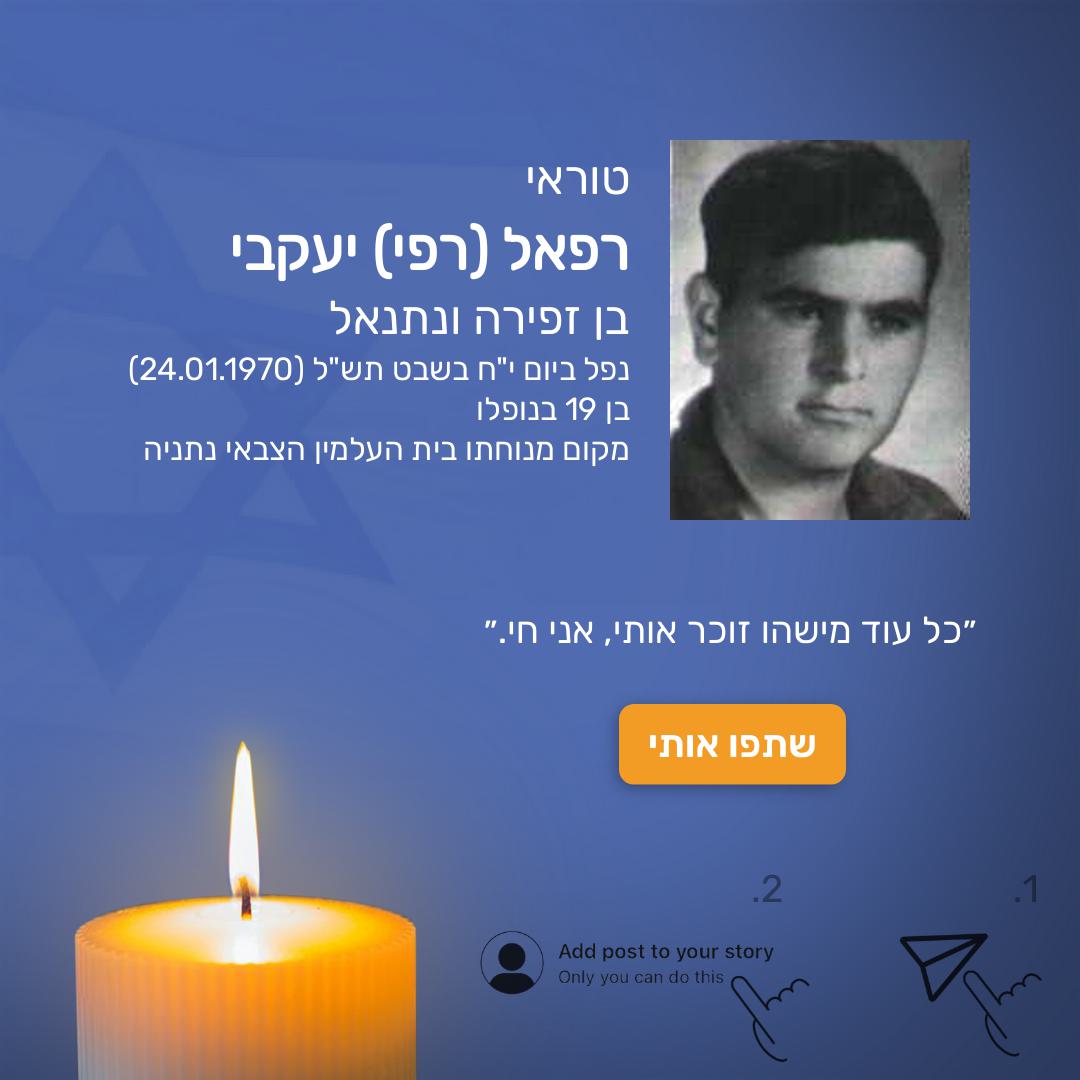 טוראי
רפאל (רפי) יעקבי
בן זפירה ונתנאל
נפל ביום י"ח בשבט תש"ל (24.01.1970)
בן 19 בנופלו
מקום מנוחתו בית העלמין הצבאי נתניה
״כל עוד מישהו זוכר אותי, אני חי.״
שתפו אותי
1.
2.
Add post to your story
Only you can do this